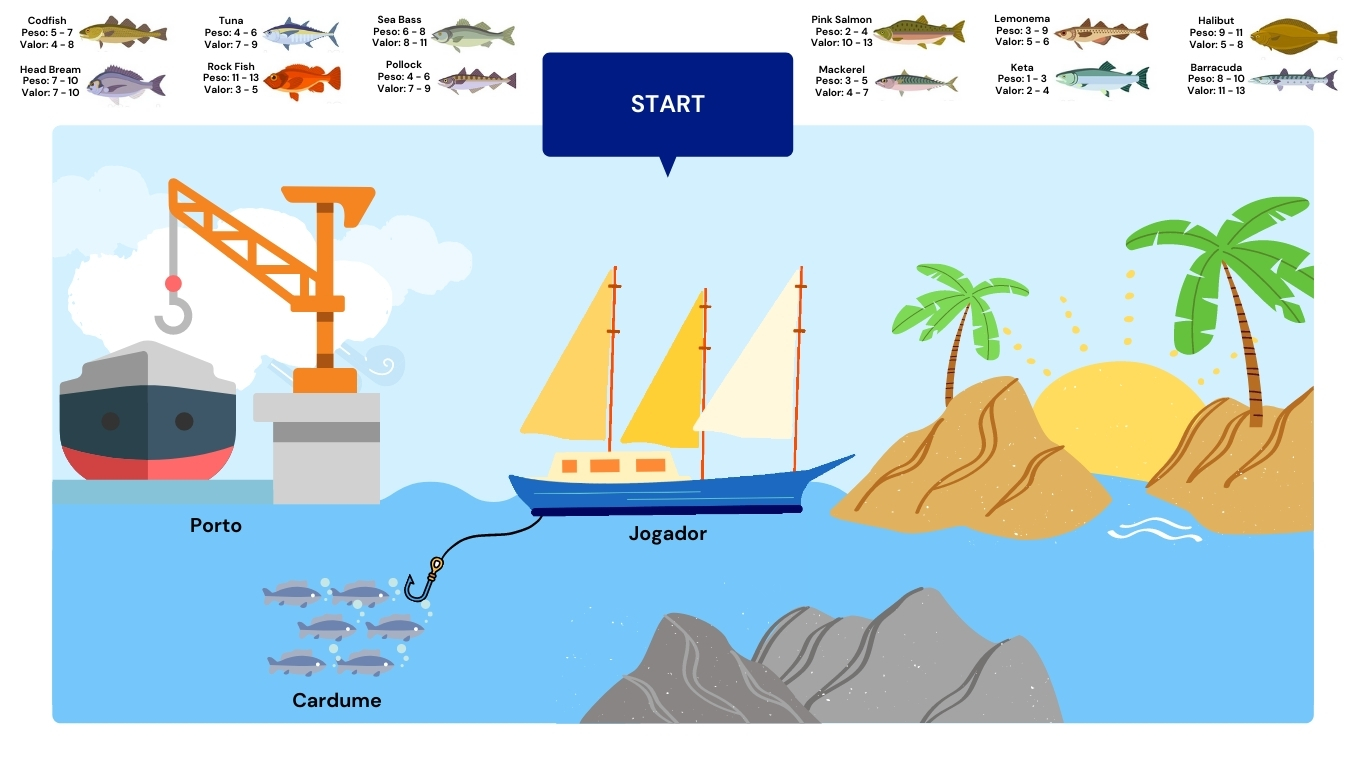 Codfish
Peso: 5 - 7
Valor: 4 - 8
Tuna
Peso: 4 - 6
Valor: 7 - 9
Sea Bass
Peso: 6 - 8
Valor: 8 - 11
Head Bream
Peso: 7 - 10
Valor: 7 - 10
Rock Fish
Peso: 11 - 13
Valor: 3 - 5
Pollock
Peso: 4 - 6
Valor: 7 - 9
START
Pink Salmon
Peso: 2 - 4
Valor: 10 - 13
Lemonema
Peso: 3 - 9
Valor: 5 - 6
Halibut
Peso: 9 - 11
Valor: 5 - 8
Mackerel
Peso: 3 - 5
Valor: 4 - 7
Keta
Peso: 1 - 3
Valor: 2 - 4
Barracuda
Peso: 8 - 10
Valor: 11 - 13
Porto
Jogador
Cardume